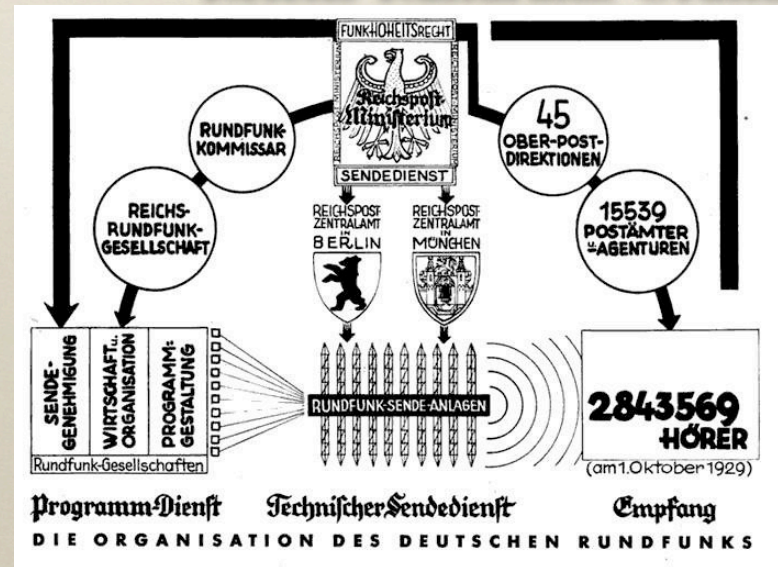 FUNKHOHEITSRECHT
Reichspost-
Ministerium
SENDEDIENST
RUNDFUNK-
KOMMISSAR
REICHS-
RUNDFUNK-
GESELLSCHAFT
45
OBER-POST-
DIREKTIONEN
15539
POSTÄMTER
u. AGENTUREN
REICHSPOST-
ZENTRALAMT
IN
BERLIN
REICHSPOST-
ZENTRALAMT
IN
MÜNCHEN
SENDE-
GENEHMIGUNG
WIRTSCHAFT u.
ORGANISATION
PROGRAMM-
GESTALTUNG
Rundfunk-Gesellschaften
RUNDFUNK-SENDE-ANLAGEN
2843569
HÖRER
(am 1. Oktober 1929)
Programm-Dienst
Technischer Sendedienst
Empfang
DIE ORGANISATION DES DEUTSCHEN RUNDFUNKS